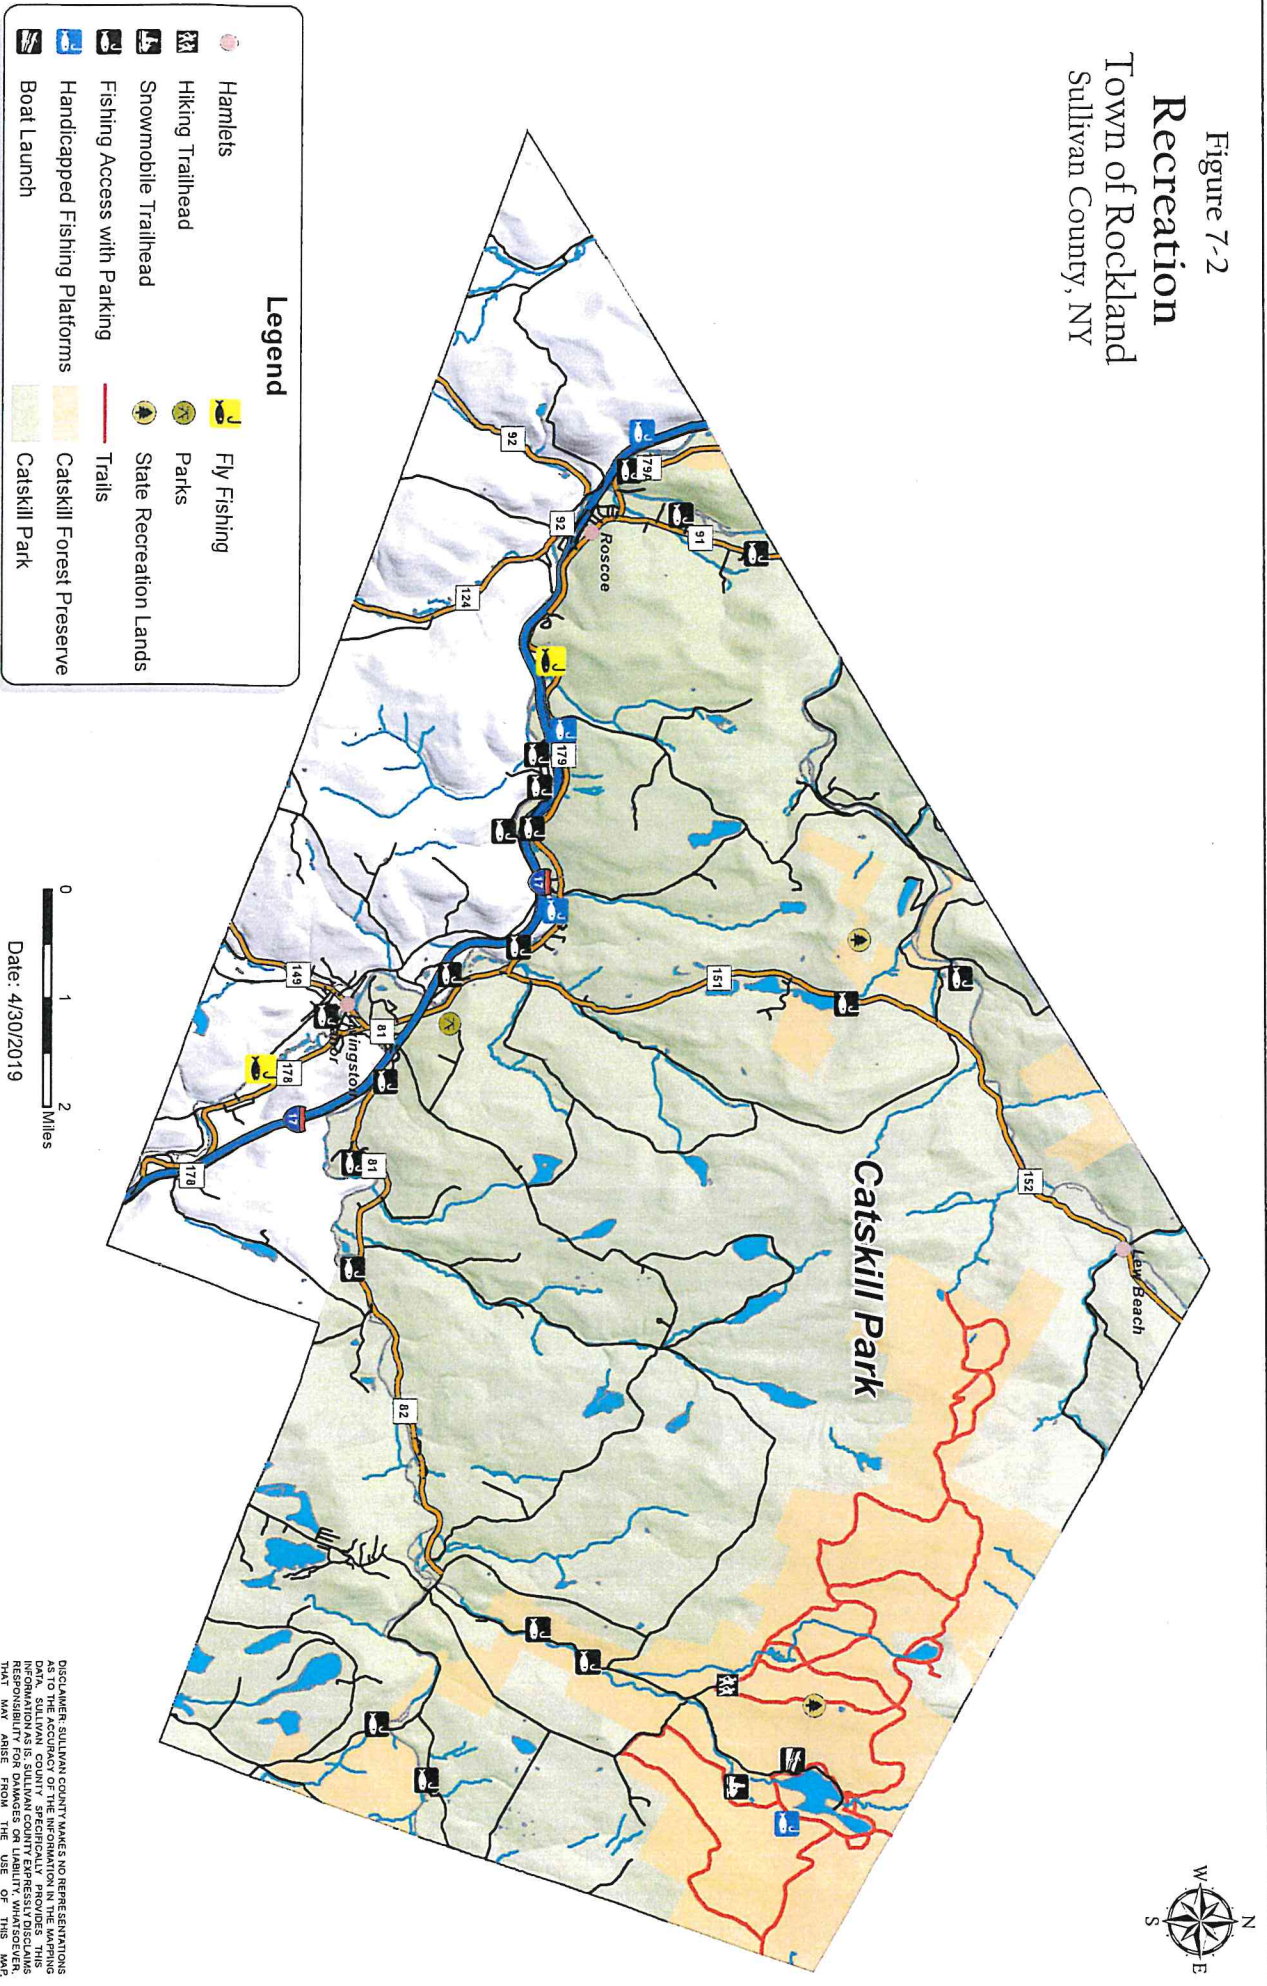 Figure 7-2
Recreation
Town of Rockland
Sullivan County, NY
N
W
E
S
Lew Beach
152
Catskill Park
91
79A
Roscoe
92
92
124
179
17
151
81
149
178
17
81
178
82
Legend
Hamlets
Hiking Trailhead
Snowmobile Trailhead
Fishing Access with Parking
Handicapped Fishing Platforms
Boat Launch
Fly Fishing
Parks
State Recreation Lands
Trails
Catskill Forest Preserve
Catskill Park
0 1 2
Miles
Date: 4/30/2019
DISCLAIMER: SULLIVAN COUNTY MAKES NO REPRESENTATIONS
AS TO THE ACCURACY OF THE INFORMATION IN THE MAPPING
DATA. SULLIVAN COUNTY SPECIFICALLY PROVIDES THIS
INFORMATION AS IS. SULLIVAN COUNTY EXPRESSLY DISCLAIMS
RESPONSIBILITY FOR DAMAGES OR LIABILITY, WHATSOEVER,
THAT MAY ARISE FROM THE USE OF THIS MAP.